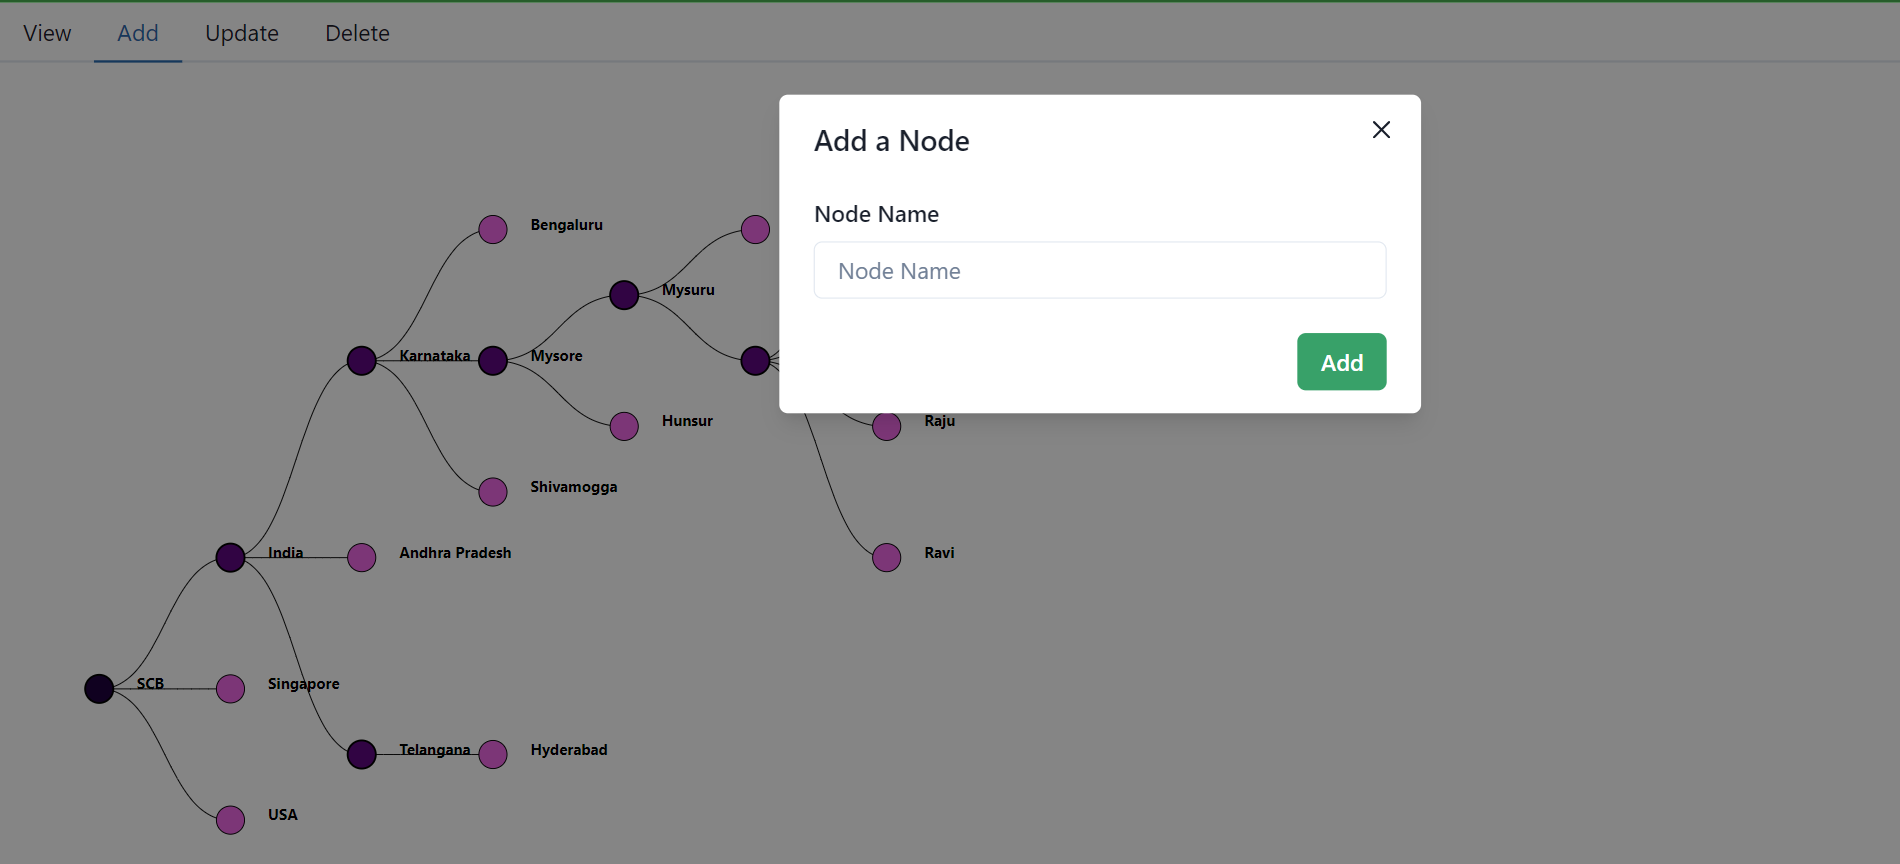 View Add Update Delete
Add a Node
Node Name
Node Name
Add
Bengaluru
Mysuru
Karnataka
Mysore
Hunsur
Raju
Shivamogga
India
Andhra Pradesh
Ravi
SCB
Singapore
Telangana
Hyderabad
USA